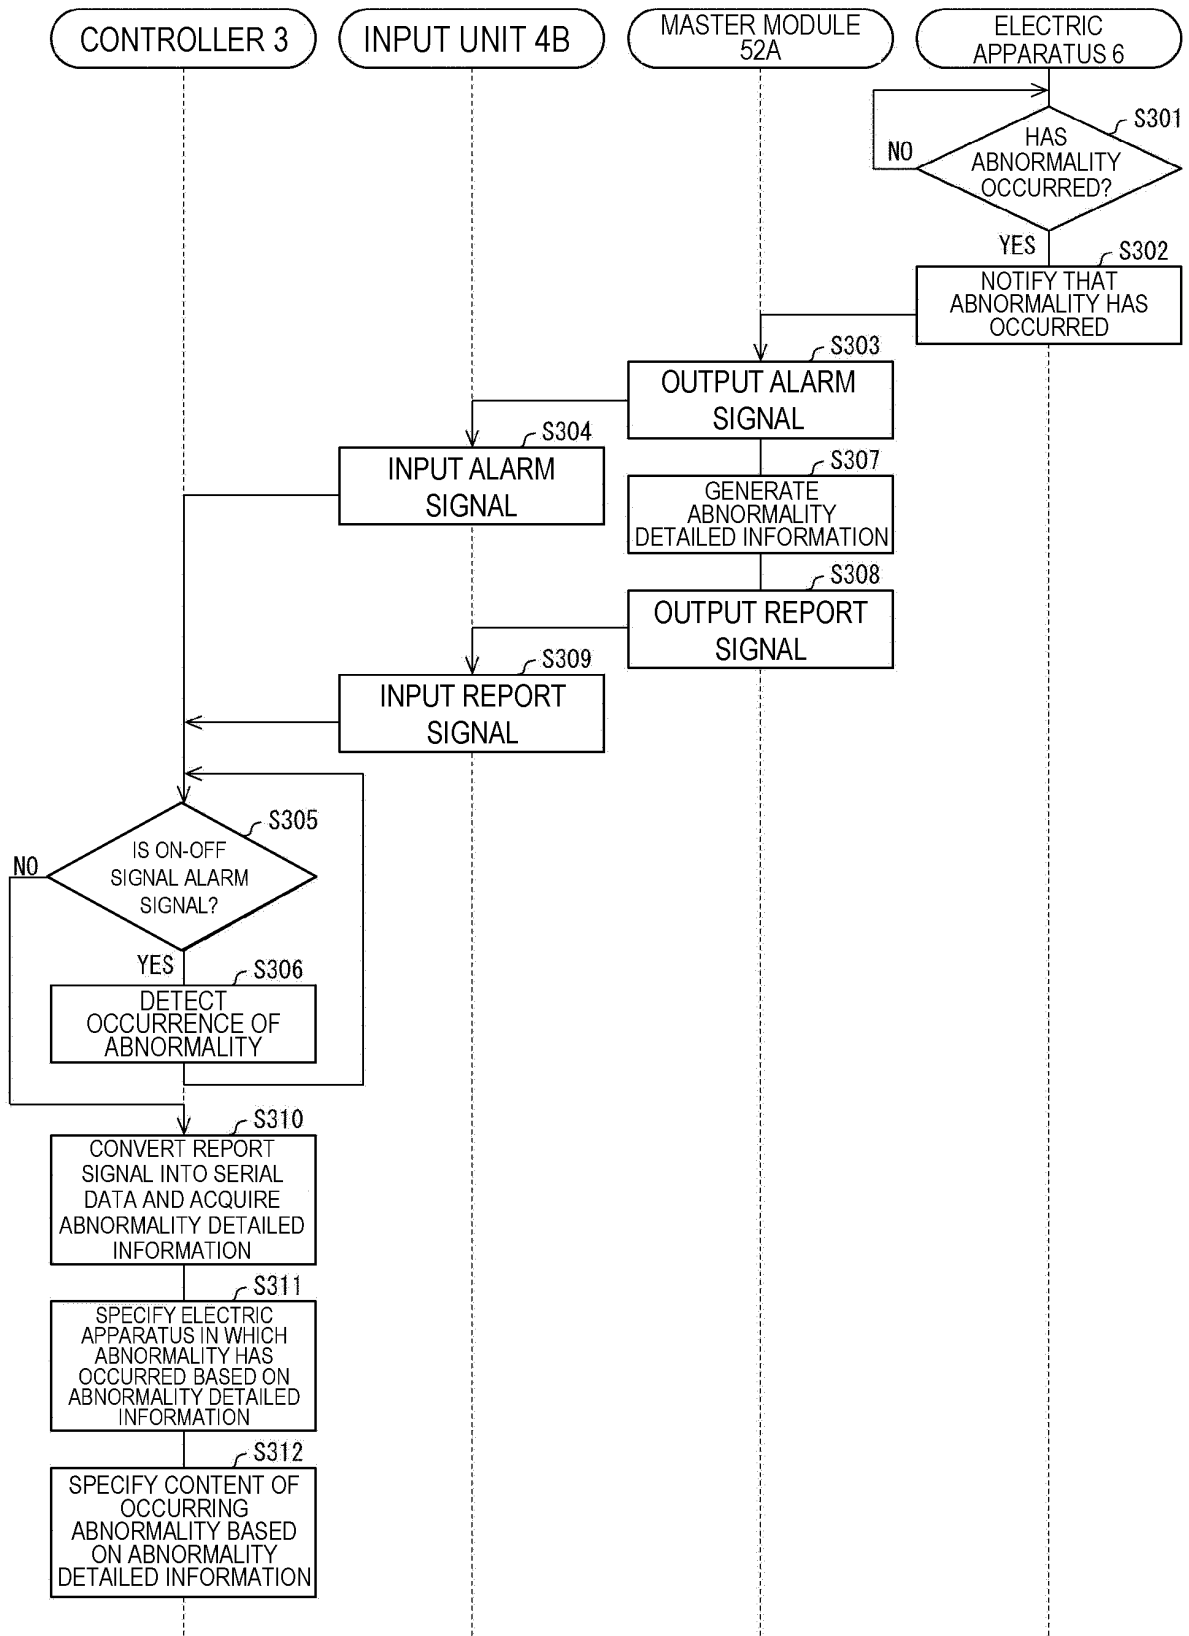 CONTROLLER 3
INPUT UNIT 4B
MASTER MODULE
52A
ELECTRIC
APPARATUS 6
S301
HAS
ABNORMALITY
OCCURRED?
NO
YES
S302
NOTIFY THAT
ABNORMALITY HAS
OCCURRED
S303
OUTPUT ALARM
SIGNAL
S304
INPUT ALARM
SIGNAL
S307
GENERATE
ABNORMALITY
DETAILED INFORMATION
S308
OUTPUT REPORT
SIGNAL
S309
INPUT REPORT
SIGNAL
S305
IS ON-OFF
SIGNAL ALARM
SIGNAL?
NO
YES
S306
DETECT
OCCURRENCE OF
ABNORMALITY
S310
CONVERT REPORT
SIGNAL INTO SERIAL
DATA AND ACQUIRE
ABNORMALITY DETAILED
INFORMATION
S311
SPECIFY ELECTRIC
APPARATUS IN WHICH
ABNORMALITY HAS
OCCURRED BASED ON
ABNORMALITY DETAILED
INFORMATION
S312
SPECIFY CONTENT OF
OCCURRING
ABNORMALITY BASED
ON ABNORMALITY
DETAILED INFORMATION